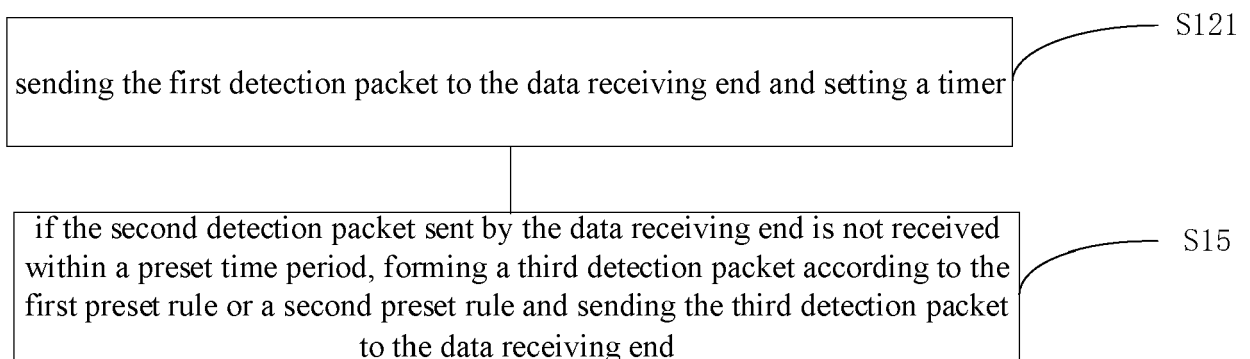 S121
sending the first detection packet to the data receiving end and setting a timer
if the second detection packet sent by the data receiving end is not received
within a preset time period, forming a third detection packet according to the
first preset rule or a second preset rule and sending the third detection packet
to the data receiving end
S15